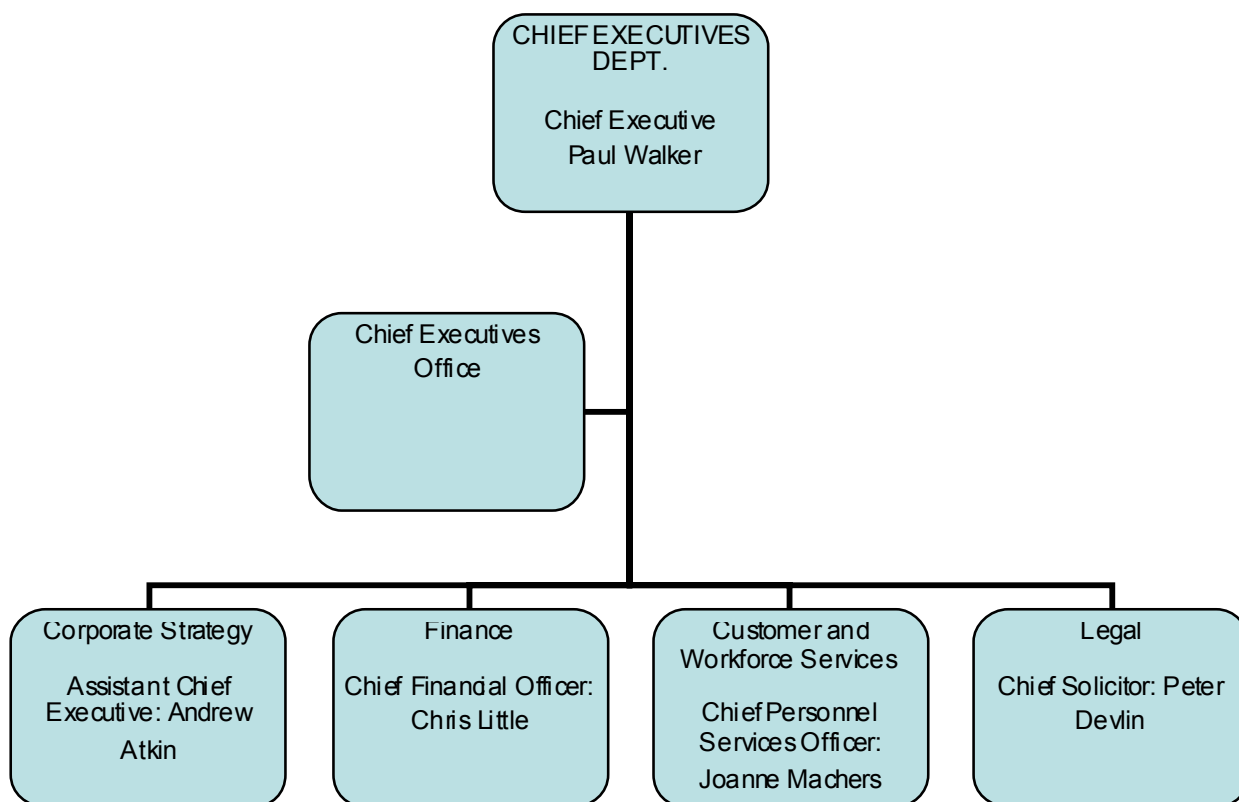 CHIEF EXECUTIVES
DEPT.
Chief Executive
Paul Walker
Chief Executives
Office
Corporate Strategy
Assistant Chief
Executive: Andrew
Atkin
Finance
Chief Financial Officer:
Chris Little
Customer and
Workforce Services
Chief Personnel
Services Officer:
Joanne Machers
Legal
Chief Solicitor: Peter
Devlin